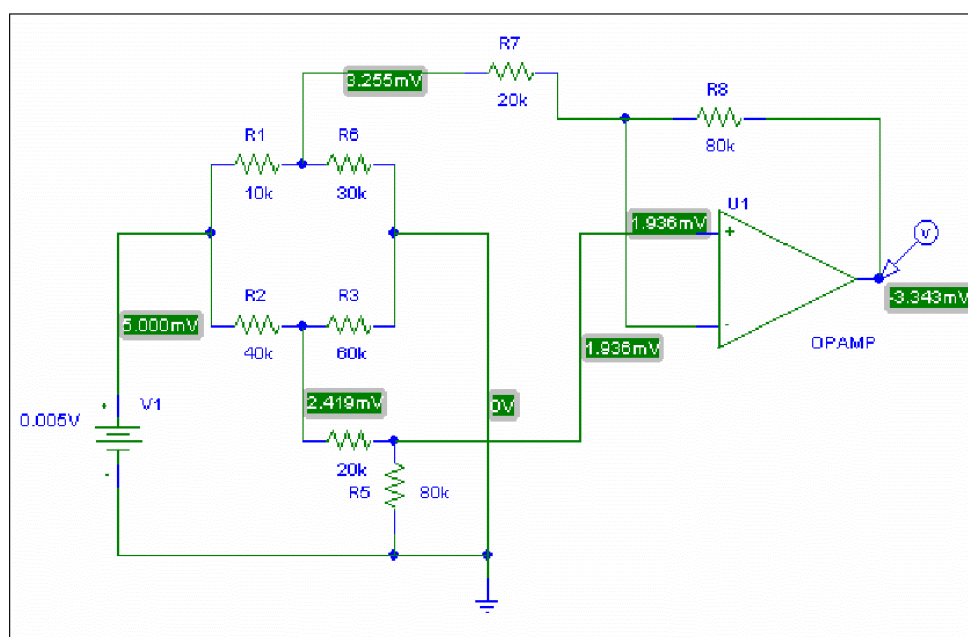 R7
3.255mV
20k
R8
80k
R1
R6
10k
30k
U1
1.936mV
+
V
-3.343mV
R2
R3
5.000mV
40k
60k
1.936mV
-
OPAMP
2.419mV
0V
+
V1
0.005V
-
20k
R5
80k